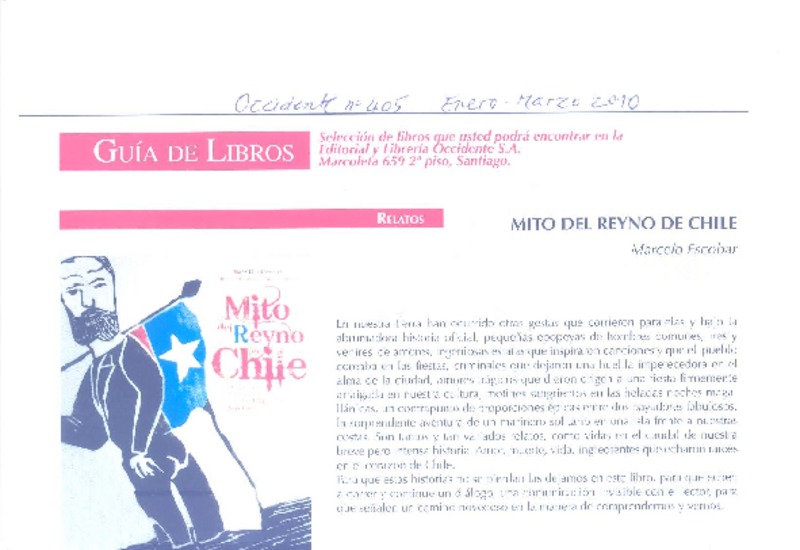 Occidente nº 405 Enero - Marzo 2010
GUÍA DE LIBROS
Selección de libros que usted podrá encontrar en la
Editorial y Librería Occidente S.A.
Marcoleta 659 2º piso, Santiago.
RELATOS
MITO DEL REYNO DE CHILE
Marcelo Escobar
Mito
del Reyno
de
Chile
En nuestra tierra han ocurrido otras gestas que corrieron paralelas y bajo la
abrumadora historia oficial, pequeñas epopeyas de hombres comunes, ires y
venires de amores, ingeniosas estafas que inspiraron canciones y que el pueblo
coreaba en las fiestas, criminales que dejaron una huella imperecedera en el
alma de la ciudad, amores trágicos que dieron origen a una fiesta firmemente
arraigada en nuestra cultura, motines sangrientos en las heladas noches maga-
llánicas, un contrapunto de proporciones épicas entre dos payadores fabulosos,
la sorprendente aventura de un marinero solitario en una isla frente a nuestras
costas. Son tantos y tan variados relatos, como vidas en el caudal de nuestra
breve pero intensa historia. Amor, muerte, vida, ingredientes que echaron raíces
en el corazón de Chile.
Para que estas historias no se pierdan las dejamos en este libro, para que
a correr y continúe un diálogo, una comunicación invisible con el lector, para
que señalen un camino novedoso en la manera de comprendernos y vernos.